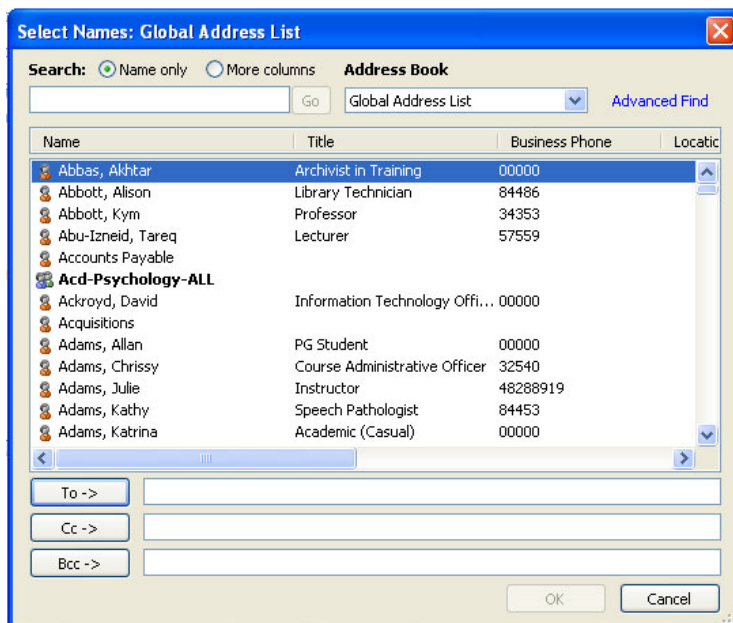 Select Names: Global Address List
Search: Name only More columns Address Book
Go Global Address List Advanced Find
Name Title Business Phone Locatic
Abbas, Akhtar Archivist in Training 00000
Abbott, Alison Library Technician 84486
Abbott, Kym Professor 34353
Abu-Izneid, Tareq Lecturer 57559
Accounts Payable
Acd-Psychology-ALL
Ackroyd, David Information Technology Offi... 00000
Acquisitions
Adams, Allan PG Student 00000
Adams, Chrissy Course Administrative Officer 32540
Adams, Julie Instructor 48288919
Adams, Kathy Speech Pathologist 84453
Adams, Katrina Academic (Casual) 00000
To ->
Cc ->
Bcc ->
OK Cancel